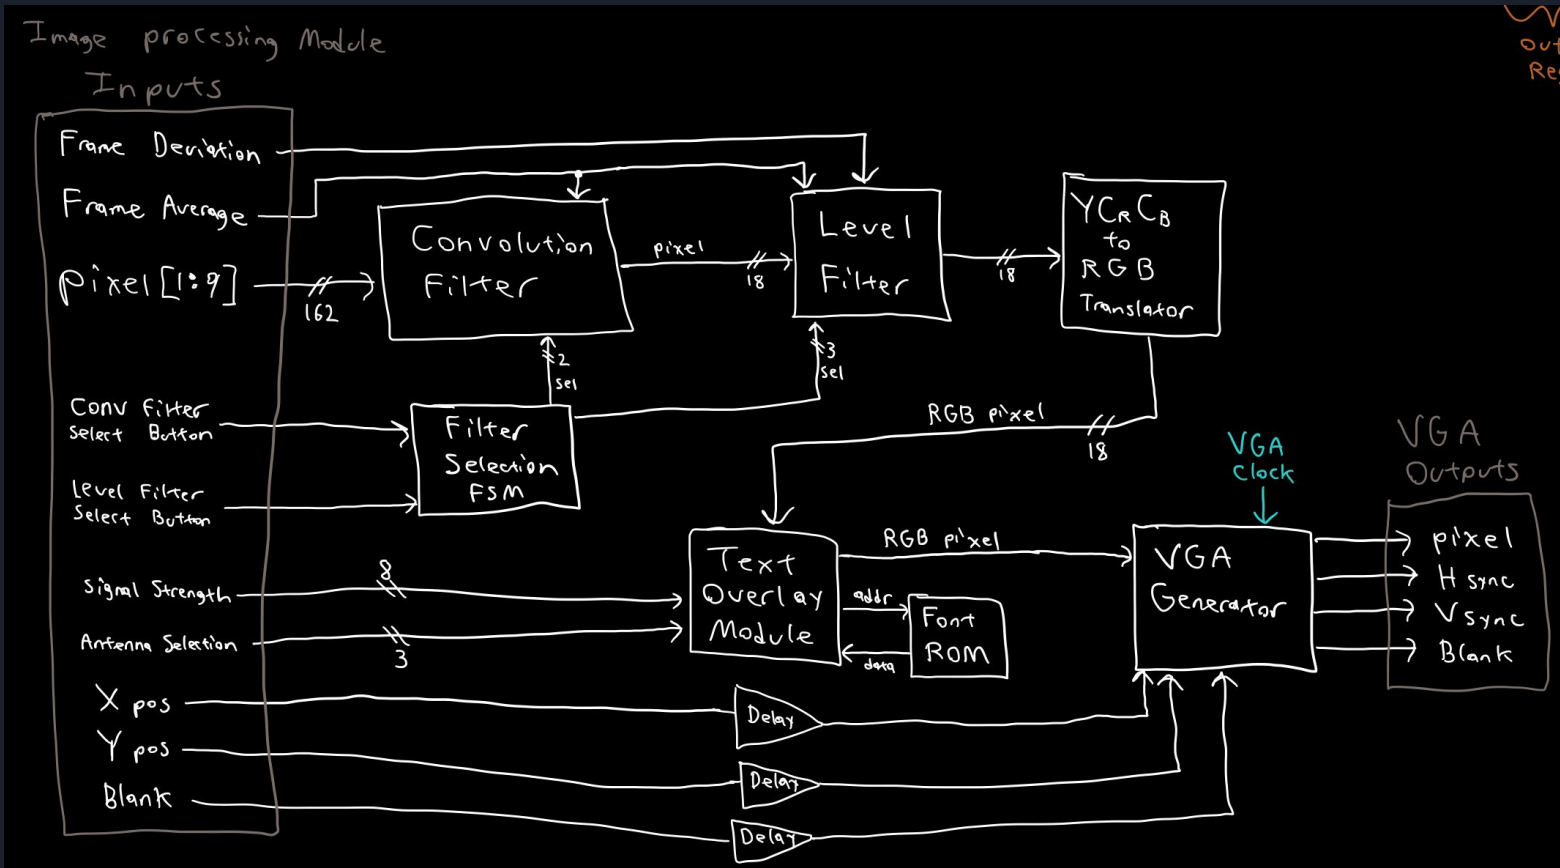 Image processing Module
Inputs
Frame Deviation
Frame Average
pixel[1:9]
162
Conv Filter
Select Button
Level Filter
Select Button
Signal Strength
8
Antenna Selection
3
X pos
Y pos
Blank
Convolution
Filter
pixel
18
Level
Filter
18
YCRCB
to
RGB
Translator
2
sel
3
sel
Filter
Selection
FSM
RGB pixel
18
Text
Overlay
Module
RGB pixel
addr
data
Font
ROM
Delay
Delay
Delay
VGA
Clock
VGA
Generator
VGA
Outputs
pixel
H sync
V sync
Blank